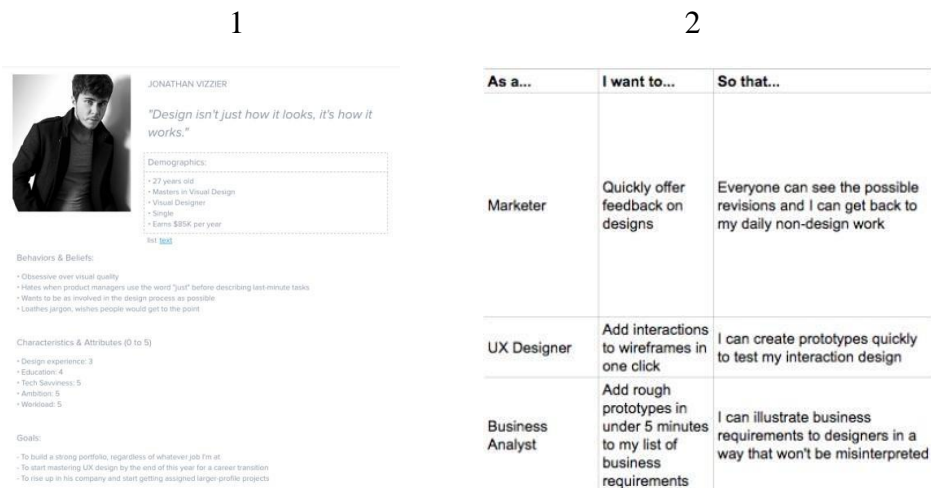 1
2
JONATHAN VIZZIER
"Design isn't just how it looks, it's how it
works."
Demographics:
• 27 years old
• Masters in Visual Design
• Visual Designer
• Single
• Earns $85K per year
list text
Behaviors & Beliefs:
• Obsessive over visual quality
• Hates when product managers use the word "just" before describing last-minute tasks
• Wants to be as involved in the design process as possible
• Loathes jargon, wishes people would get to the point
Characteristics & Attributes (0 to 5)
• Design experience: 3
• Education: 4
• Tech Savviness: 5
• Ambition: 5
• Workload: 5
Goals:
- To build a strong portfolio, regardless of whatever job I'm at
- To start mastering UX design by the end of this year for a career transition
- To rise up in his company and start getting assigned larger-profile projects
As a... I want to... So that...
Marketer
Quickly offer
feedback on
designs
Everyone can see the possible
revisions and I can get back to
my daily non-design work
UX Designer
Add interactions
to wireframes in
one click
I can create prototypes quickly
to test my interaction design
Business
Analyst
Add rough
prototypes in
under 5 minutes
to my list of
business
requirements
I can illustrate business
requirements to designers in a
way that won't be misinterpreted